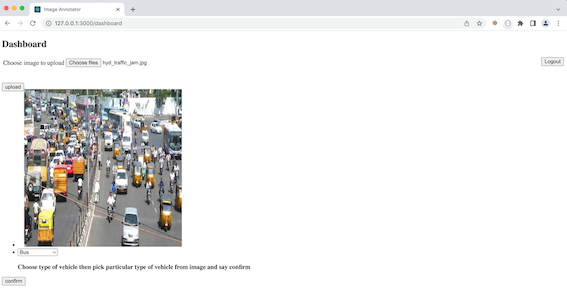 Image Annotator
127.0.0.1:3000/dashboard
Dashboard
Choose image to upload Choose files hyd_traffic_jam.jpg
Logout
upload
Bus
Choose type of vehicle then pick particular type of vehicle from image and say confirm
confirm